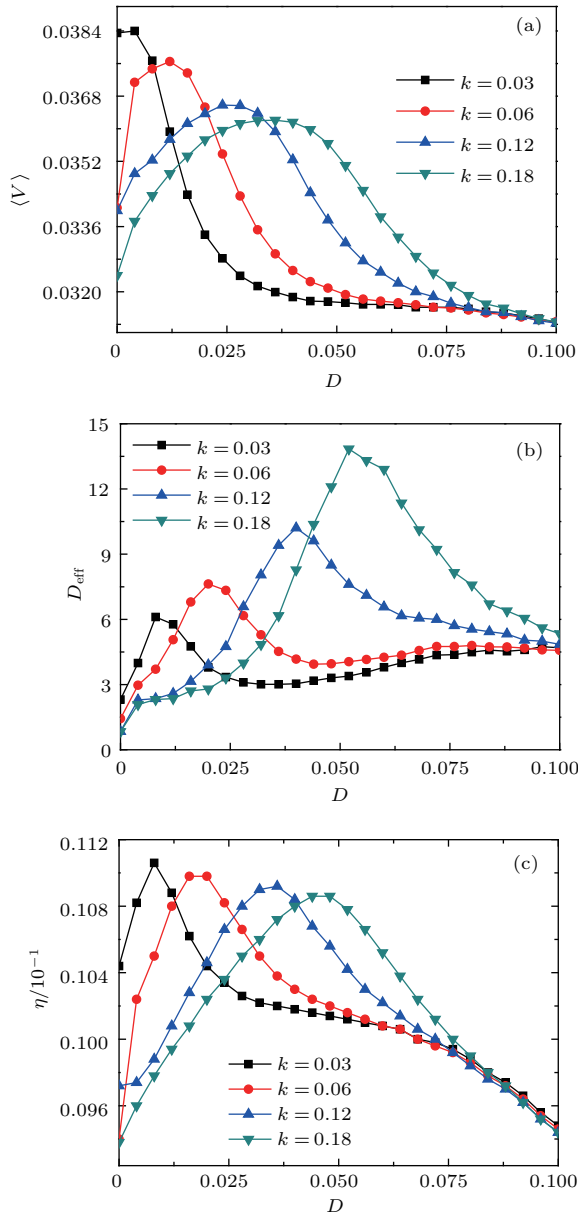 (a)
0.0384
0.0368
0.0352
0.0336
0.0320
⟨V⟩
k = 0.03
k = 0.06
k = 0.12
k = 0.18
0 0.025 0.050 0.075 0.100
D
(b)
15
12
9
6
3
0
D_eff
k = 0.03
k = 0.06
k = 0.12
k = 0.18
0 0.025 0.050 0.075 0.100
D
(c)
0.112
0.108
0.104
0.100
0.096
η/10⁻¹
k = 0.03
k = 0.06
k = 0.12
k = 0.18
0 0.025 0.050 0.075 0.100
D